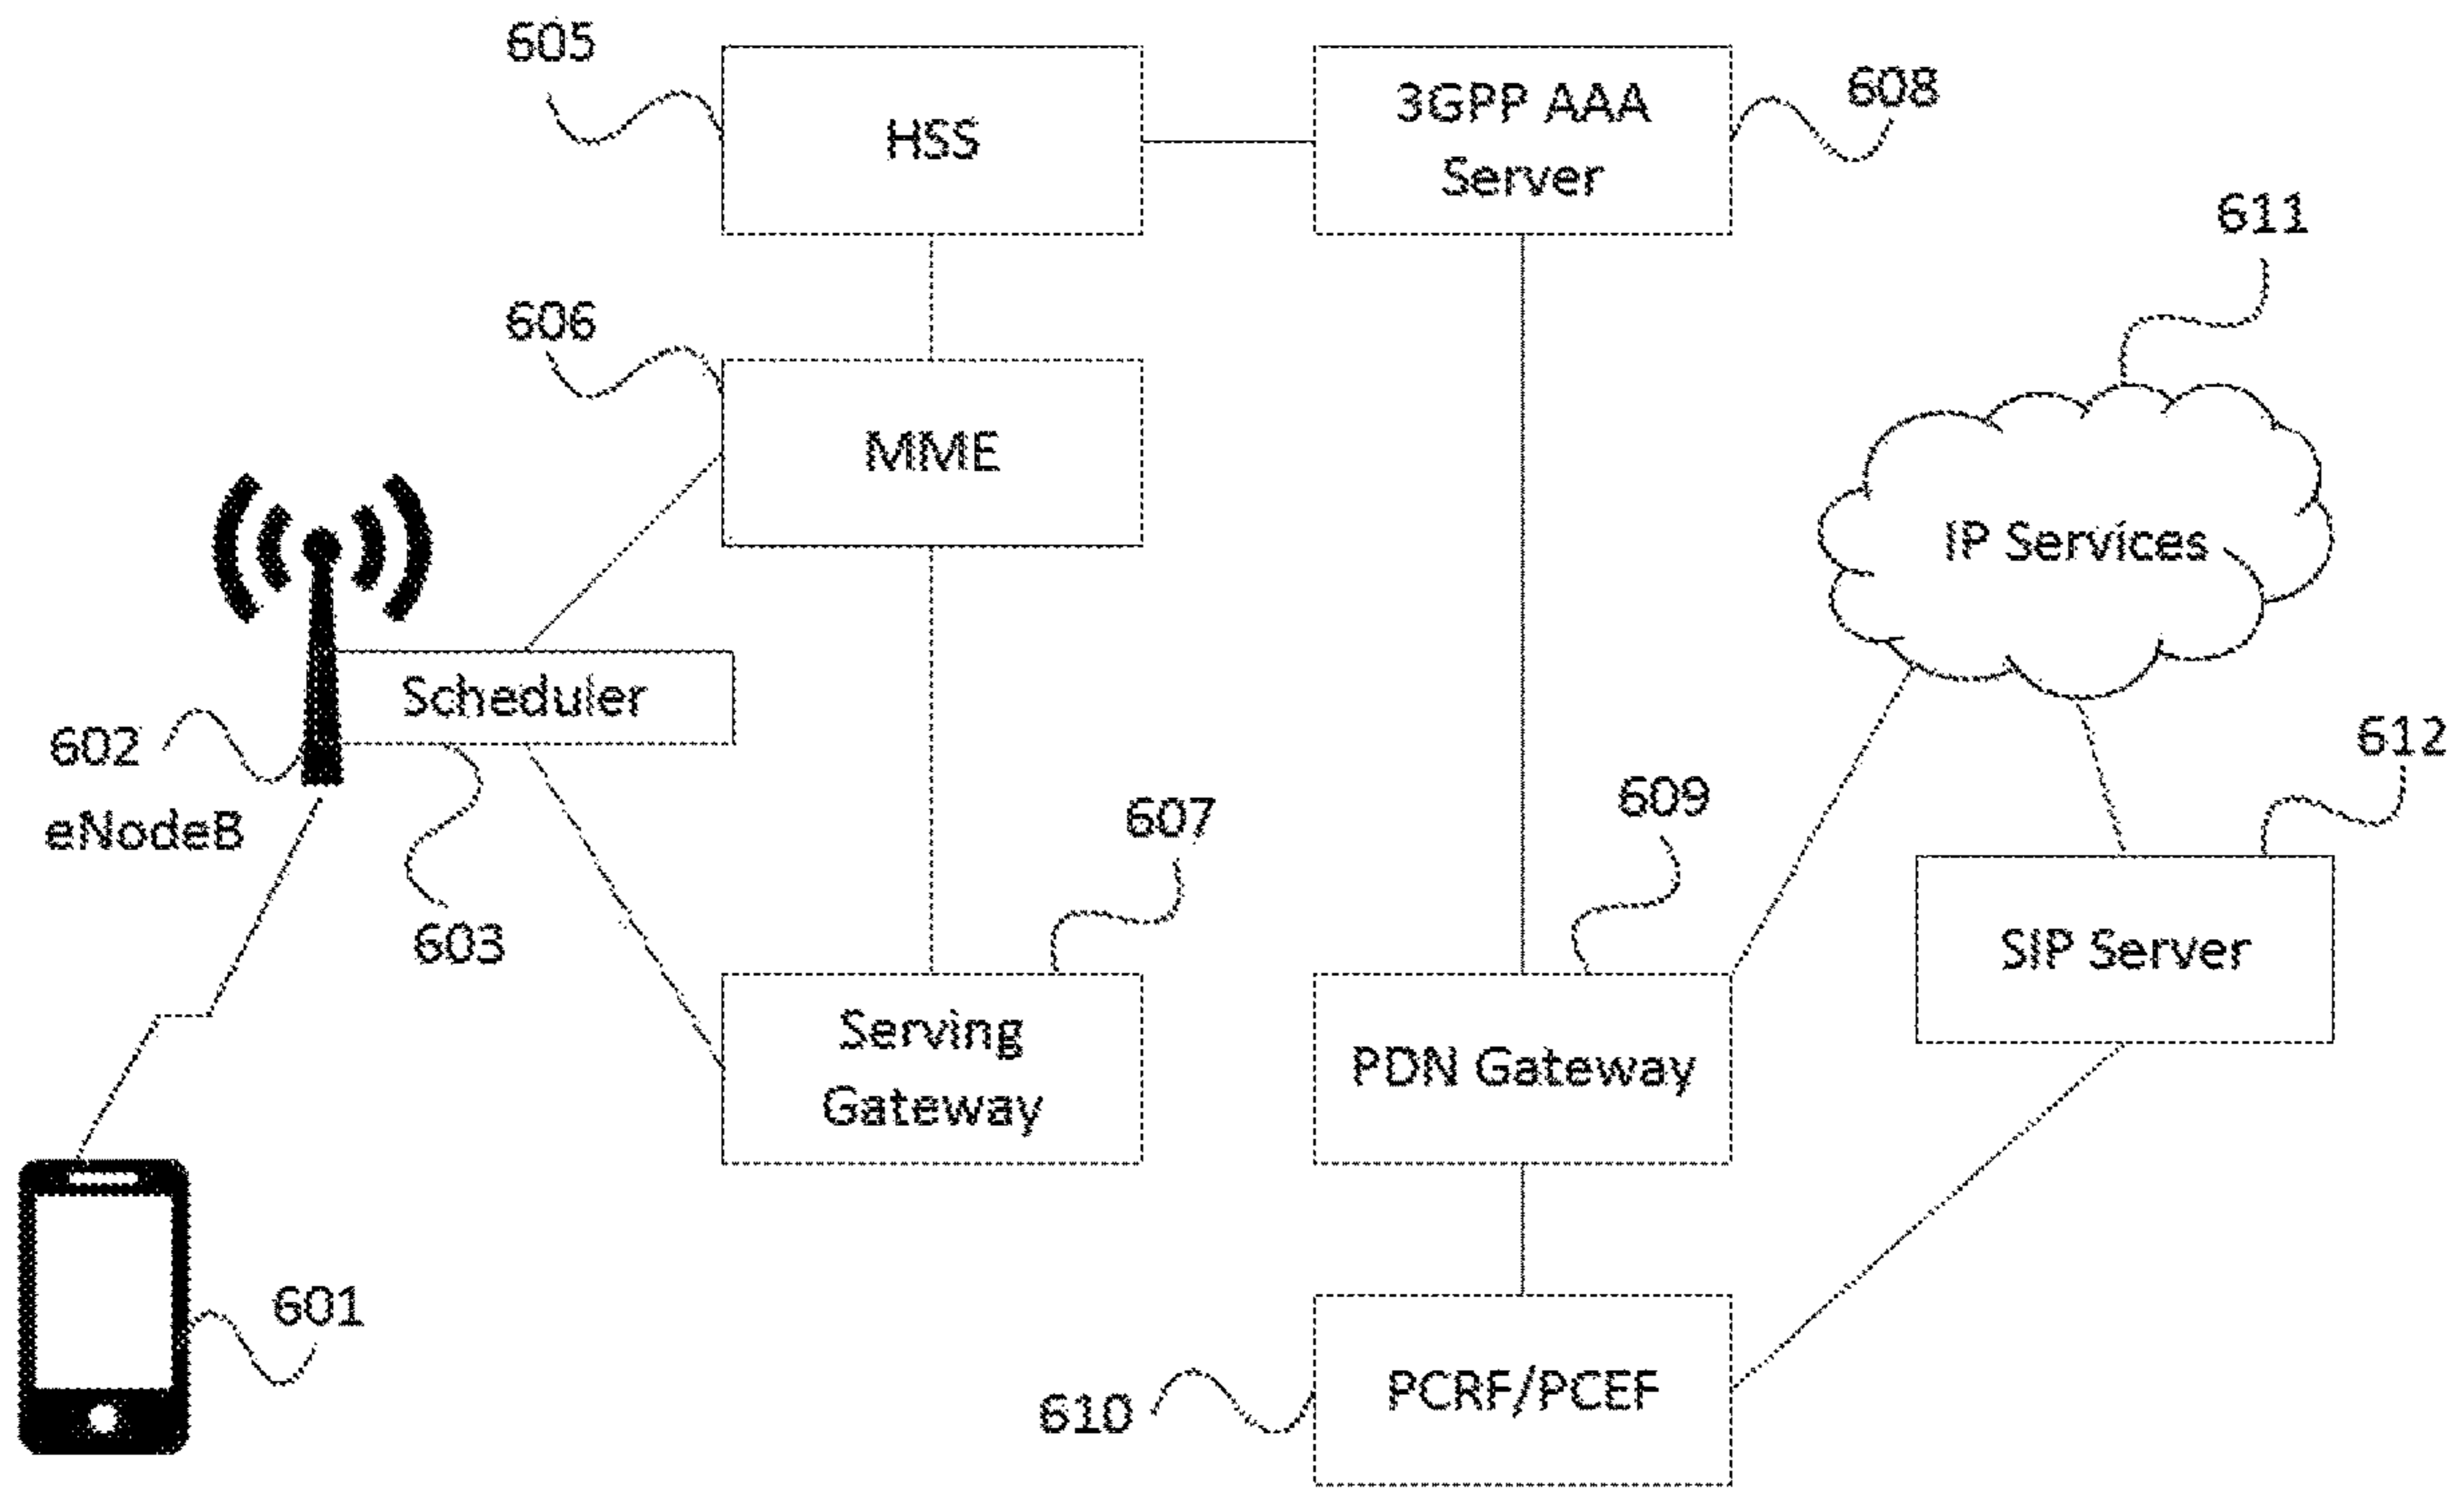 605
HSS
3GPP AAA
Server
608
611
606
MME
IP Services
Scheduler
602
eNodeB
603
607
609
612
Serving
Gateway
PDN Gateway
SIP Server
601
610
PCRF/PCEF